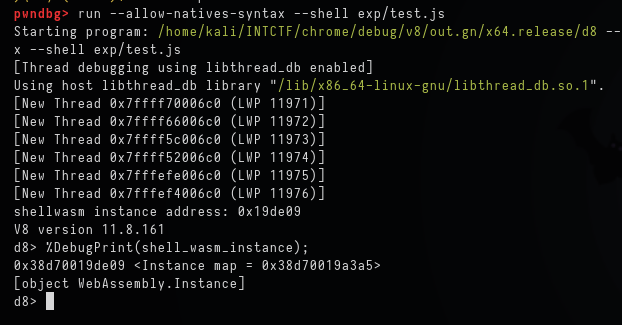 pwndbg> run --allow-natives-syntax --shell exp/test.js
Starting program: /home/kali/INTCTF/chrome/debug/v8/out.gn/x64.release/d8 --
x --shell exp/test.js
[Thread debugging using libthread_db enabled]
Using host libthread_db library "/lib/x86_64-linux-gnu/libthread_db.so.1".
[New Thread 0x7ffff70006c0 (LWP 11971)]
[New Thread 0x7ffff66006c0 (LWP 11972)]
[New Thread 0x7ffff5c006c0 (LWP 11973)]
[New Thread 0x7ffff52006c0 (LWP 11974)]
[New Thread 0x7fffefe006c0 (LWP 11975)]
[New Thread 0x7fffef4006c0 (LWP 11976)]
shellwasm instance address: 0x19de09
V8 version 11.8.161
d8> %DebugPrint(shell_wasm_instance);
0x38d70019de09 <Instance map = 0x38d70019a3a5>
[object WebAssembly.Instance]
d8>